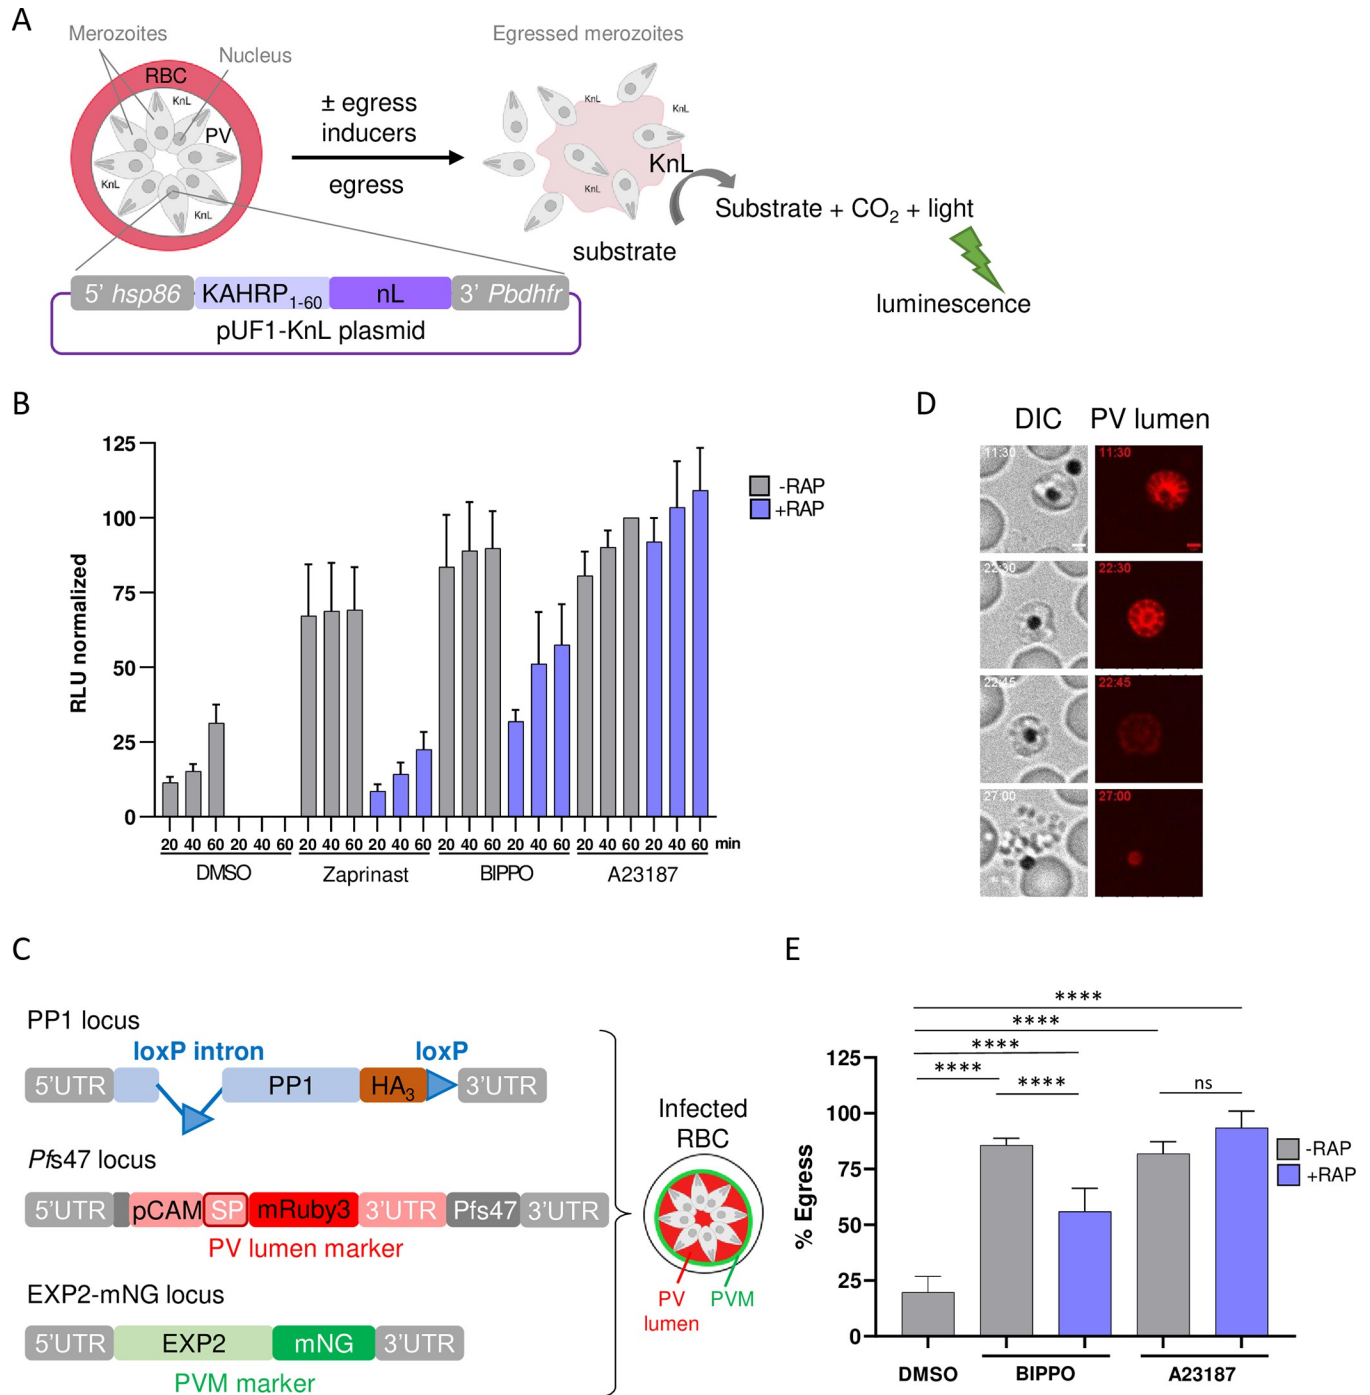 A
Merozoites
Nucleus
RBC
KnL
PV
KnL
KnL
KnL
± egress
inducers
egress
Egressed merozoites
KnL
KnL
KnL
KnL
Substrate + CO₂ + light
substrate
luminescence
5' hsp86
KAHRP₁₋₆₀
nL
3' Pbdhfr
pUF1-KnL plasmid
B
RLU normalized
125
100
75
50
25
0
-RAP
+RAP
20 40 60 20 40 60 20 40 60 20 40 60 20 40 60 20 40 60 20 40 60 20 40 60 min
DMSO Zaprinast BIPPO A23187
D
DIC PV lumen
11:30 11:30
22:30 22:30
22:45 22:45
27:00 27:00
C
PP1 locus
loxP intron loxP
5'UTR PP1 HA₃ 3'UTR
Pfs47 locus
5'UTR pCAM SP mRuby3 3'UTR Pfs47 3'UTR
PV lumen marker
EXP2-mNG locus
5'UTR EXP2 mNG 3'UTR
PVM marker
Infected
RBC
PV
lumen
PVM
E
****
****
****
**** **** ns
% Egress
125
100
75
50
25
0
-RAP
+RAP
DMSO BIPPO A23187